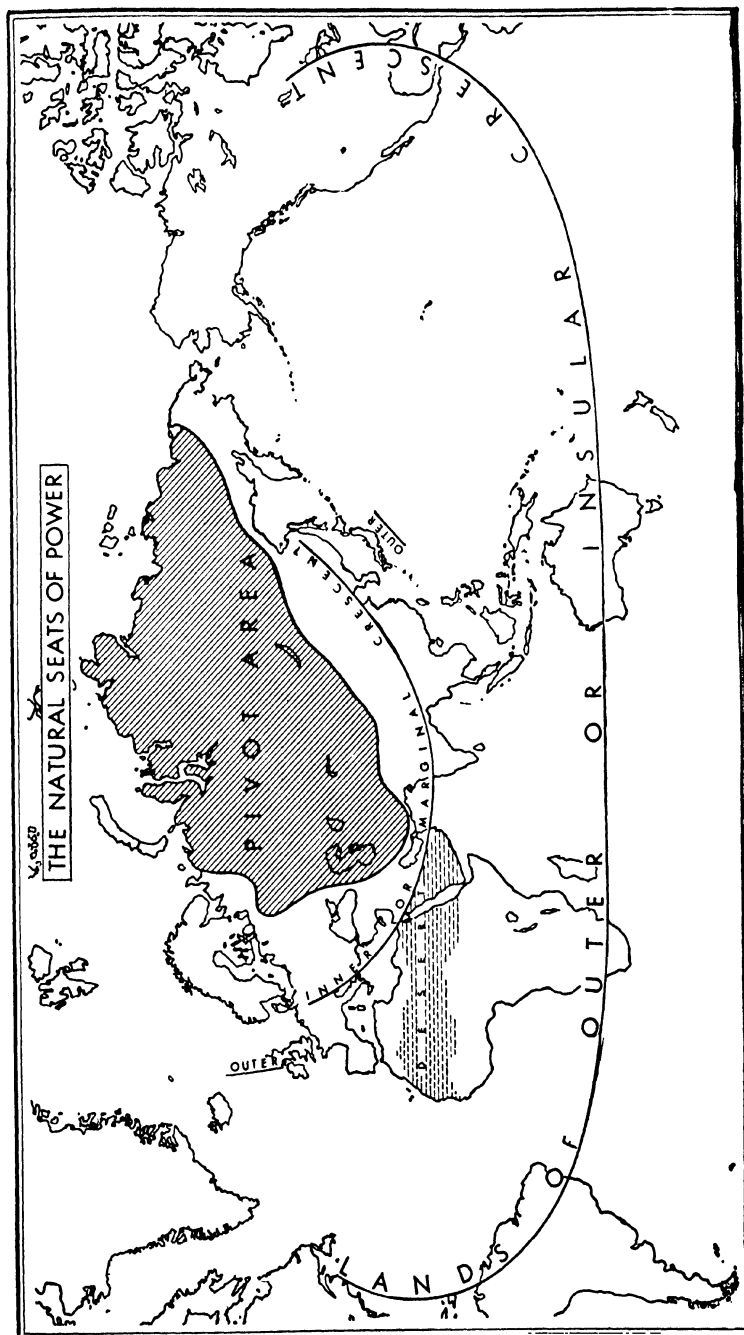 THE NATURAL SEATS OF POWER
PIVOT AREA
INNER OR MARGINAL CRESCENT
DESERT
OUTER
OUTER
LANDS OF OUTER OR INSULAR CRESCENT